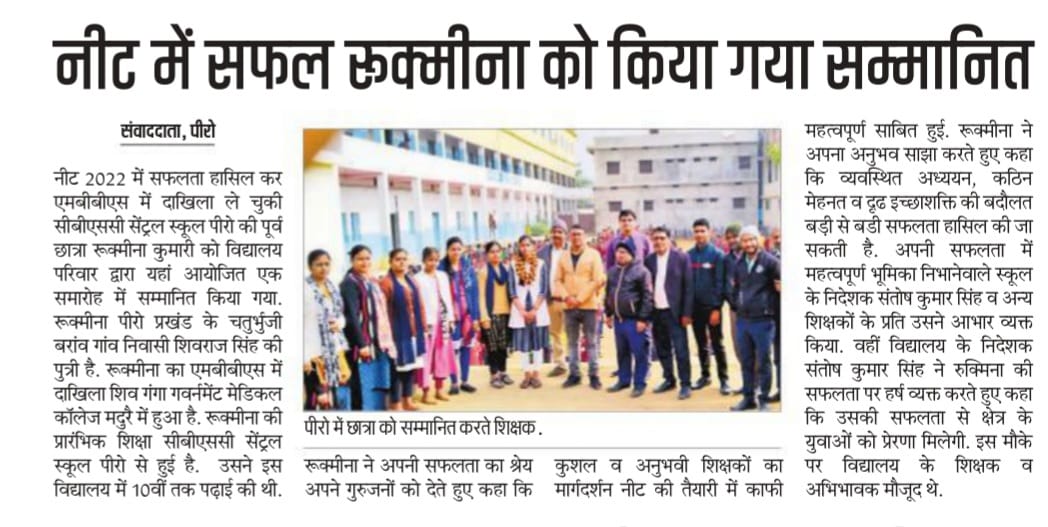 नीट में सफल रूक्मीना को किया गया सम्मानित
संवाददाता, पीरो
नीट 2022 में सफलता हासिल कर
एमबीबीएस में दाखिला ले चुकी
सीबीएससी सेंट्रल स्कूल पीरो की पूर्व
छात्रा रूक्मीना कुमारी को विद्यालय
परिवार द्वारा यहां आयोजित एक
समारोह में सम्मानित किया गया.
रूक्मीना पीरो प्रखंड के चतुर्भुजी
बरांव गांव निवासी शिवराज सिंह की
पुत्री है. रूक्मीना का एमबीबीएस में
दाखिला शिव गंगा गवर्नमेंट मेडिकल
कॉलेज मदुरै में हुआ है. रूक्मीना की
प्रारंभिक शिक्षा सीबीएससी सेंट्रल
स्कूल पीरो से हुई है. उसने इस
विद्यालय में 10वीं तक पढ़ाई की थी.
पीरो में छात्रा को सम्मानित करते शिक्षक.
रूक्मीना ने अपनी सफलता का श्रेय
अपने गुरुजनों को देते हुए कहा कि
कुशल व अनुभवी शिक्षकों का
मार्गदर्शन नीट की तैयारी में काफी
महत्वपूर्ण साबित हुई. रूक्मीना ने
अपना अनुभव साझा करते हुए कहा
कि व्यवस्थित अध्ययन, कठिन
मेहनत व दृढ इच्छाशक्ति की बदौलत
बड़ी से बडी सफलता हासिल की जा
सकती है. अपनी सफलता में
महत्वपूर्ण भूमिका निभानेवाले स्कूल
के निदेशक संतोष कुमार सिंह व अन्य
शिक्षकों के प्रति उसने आभार व्यक्त
किया. वहीं विद्यालय के निदेशक
संतोष कुमार सिंह ने रुक्मिना की
सफलता पर हर्ष व्यक्त करते हुए कहा
कि उसकी सफलता से क्षेत्र के
युवाओं को प्रेरणा मिलेगी. इस मौके
पर विद्यालय के शिक्षक व
अभिभावक मौजूद थे.